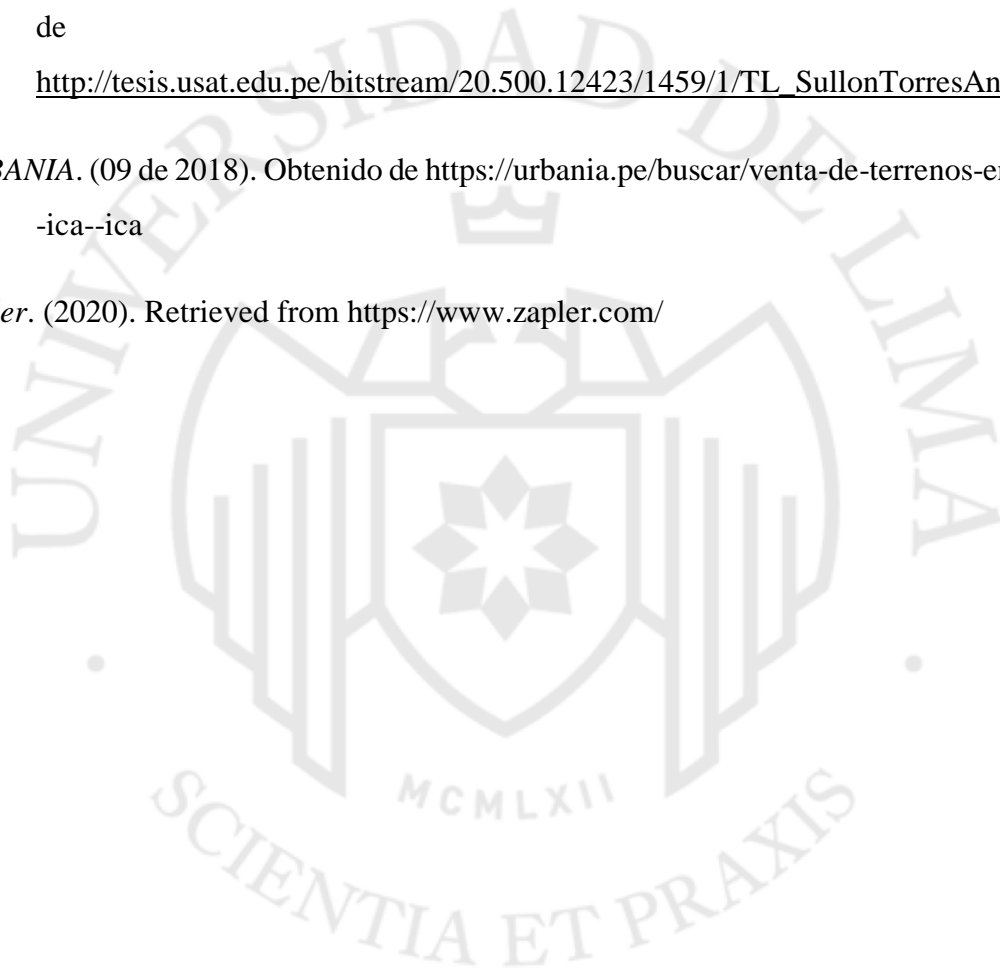 de
http://tesis.usat.edu.pe/bitstream/20.500.12423/1459/1/TL_SullonTorresAn
BANIA. (09 de 2018). Obtenido de https://urbania.pe/buscar/venta-de-terrenos-e
-ica--ica
er. (2020). Retrieved from https://www.zapler.com/
UNIVERSIDAD DE LIMA
MCMLXII
SCIENTIA ET PRAXIS